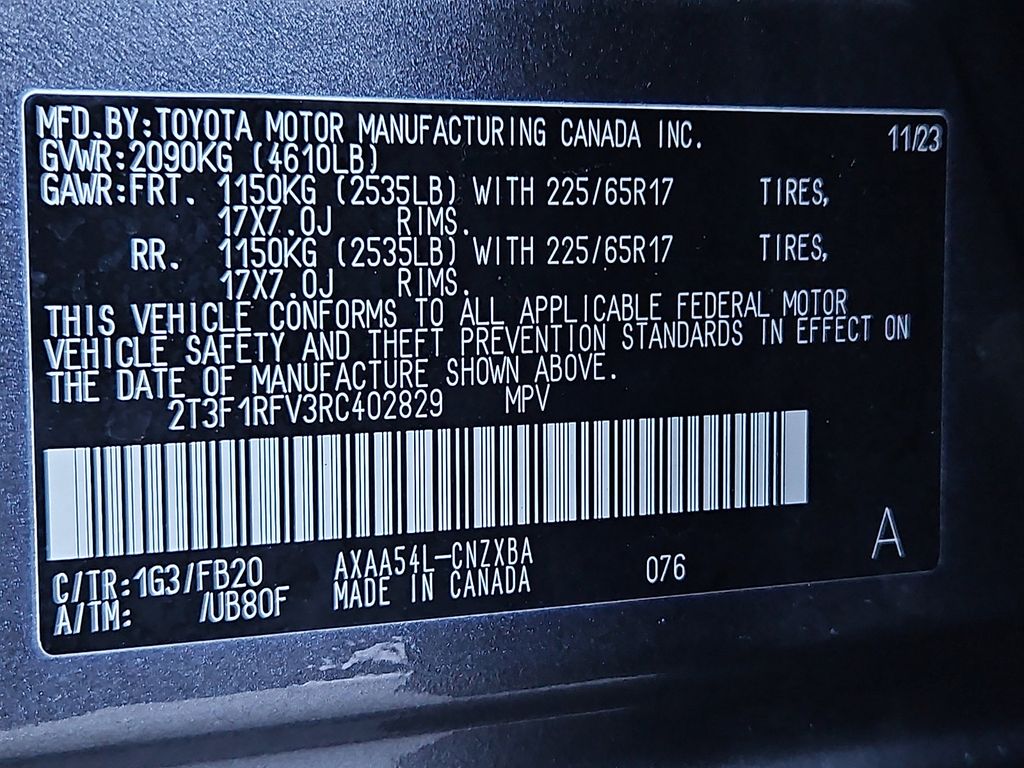 MFD.BY:TOYOTA MOTOR MANUFACTURING CANADA INC. 11/23
GVWR:2090KG (4610LB)
GAWR:FRT. 1150KG (2535LB) WITH 225/65R17 TIRES,
17X7.0J RIMS.
RR. 1150KG (2535LB) WITH 225/65R17 TIRES,
17X7.0J RIMS.
THIS VEHICLE CONFORMS TO ALL APPLICABLE FEDERAL MOTOR
VEHICLE SAFETY AND THEFT PREVENTION STANDARDS IN EFFECT ON
THE DATE OF MANUFACTURE SHOWN ABOVE.
2T3F1RFV3RC402829 MPV
A
C/TR:1G3/FB20 AXAA54L-CNZXBA 076
A/TM: /UB80F MADE IN CANADA